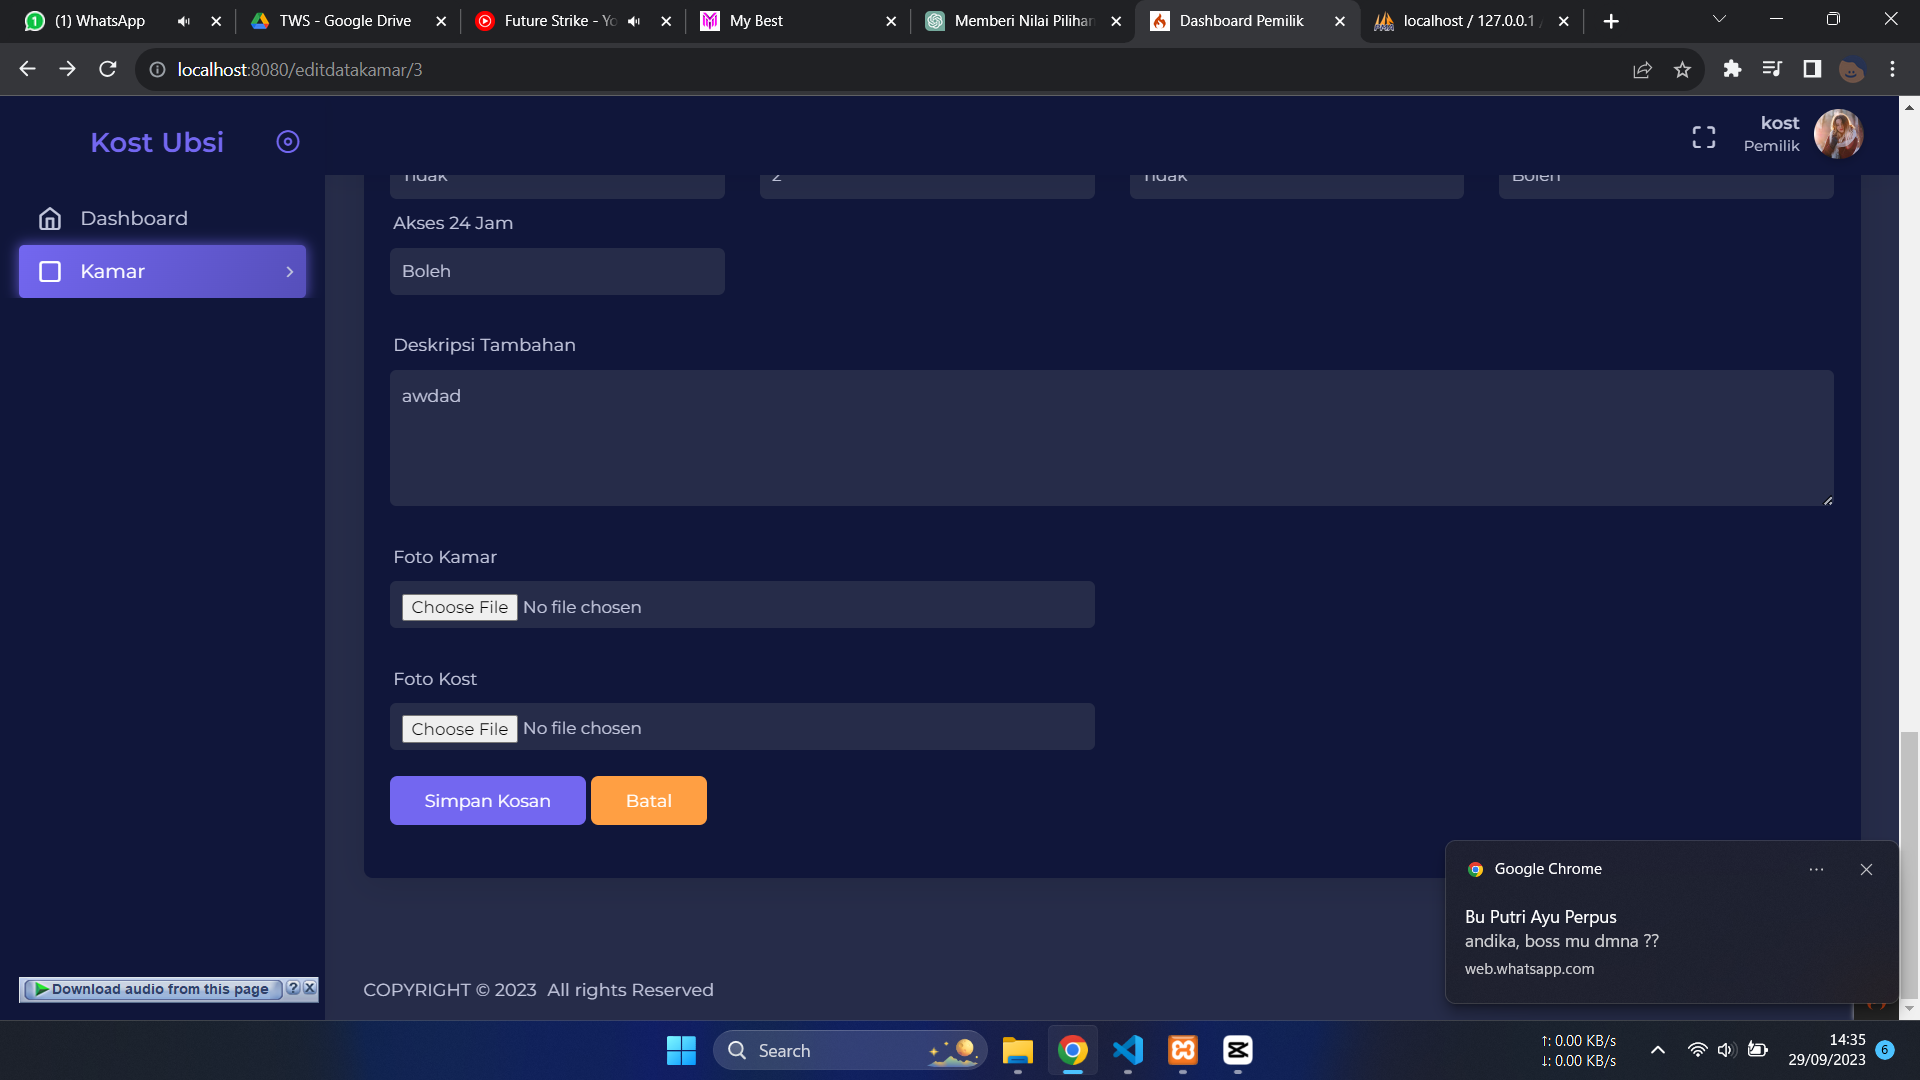 (1) WhatsApp
TWS - Google Drive
Future Strike - Yo
My Best
Memberi Nilai Pilihan
Dashboard Pemilik
localhost / 127.0.0.1 /
localhost:8080/editdatakamar/3
Kost Ubsi
kost
Pemilik
Dashboard
Kamar
Tidak
2
Tidak
Boleh
Akses 24 Jam
Boleh
Deskripsi Tambahan
awdad
Foto Kamar
Choose File No file chosen
Foto Kost
Choose File No file chosen
Simpan Kosan
Batal
Google Chrome
Bu Putri Ayu Perpus
andika, boss mu dmna ??
web.whatsapp.com
Download audio from this page
COPYRIGHT © 2023 All rights Reserved
Search
↑: 0.00 KB/s
↓: 0.00 KB/s
14:35
29/09/2023
6